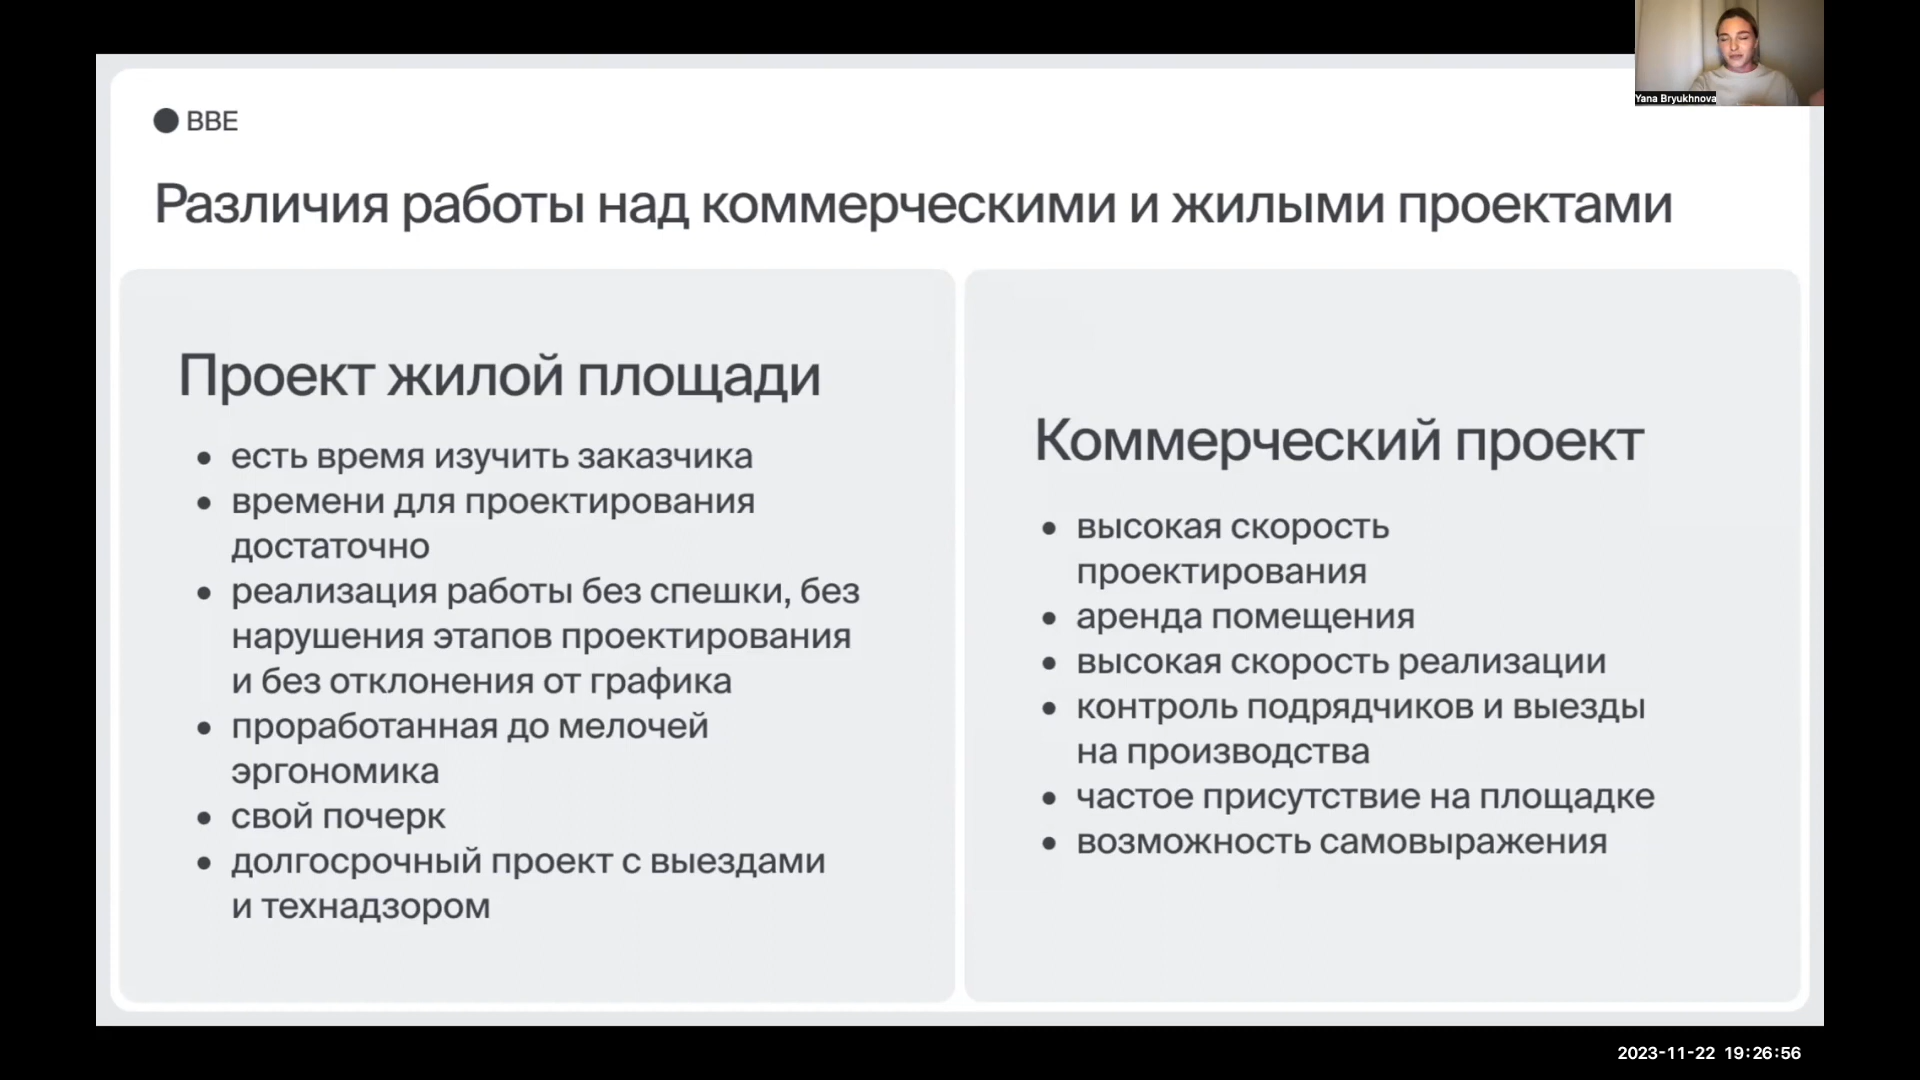 Yana Bryukhnova
BBE
Различия работы над коммерческими и жилыми проектами
Проект жилой площади
• есть время изучить заказчика
• времени для проектирования
достаточно
• реализация работы без спешки, без
нарушения этапов проектирования
и без отклонения от графика
• проработанная до мелочей
эргономика
• свой почерк
• долгосрочный проект с выездами
и технадзором
Коммерческий проект
• высокая скорость
проектирования
• аренда помещения
• высокая скорость реализации
• контроль подрядчиков и выезды
на производства
• частое присутствие на площадке
• возможность самовыражения
2023-11-22 19:26:56